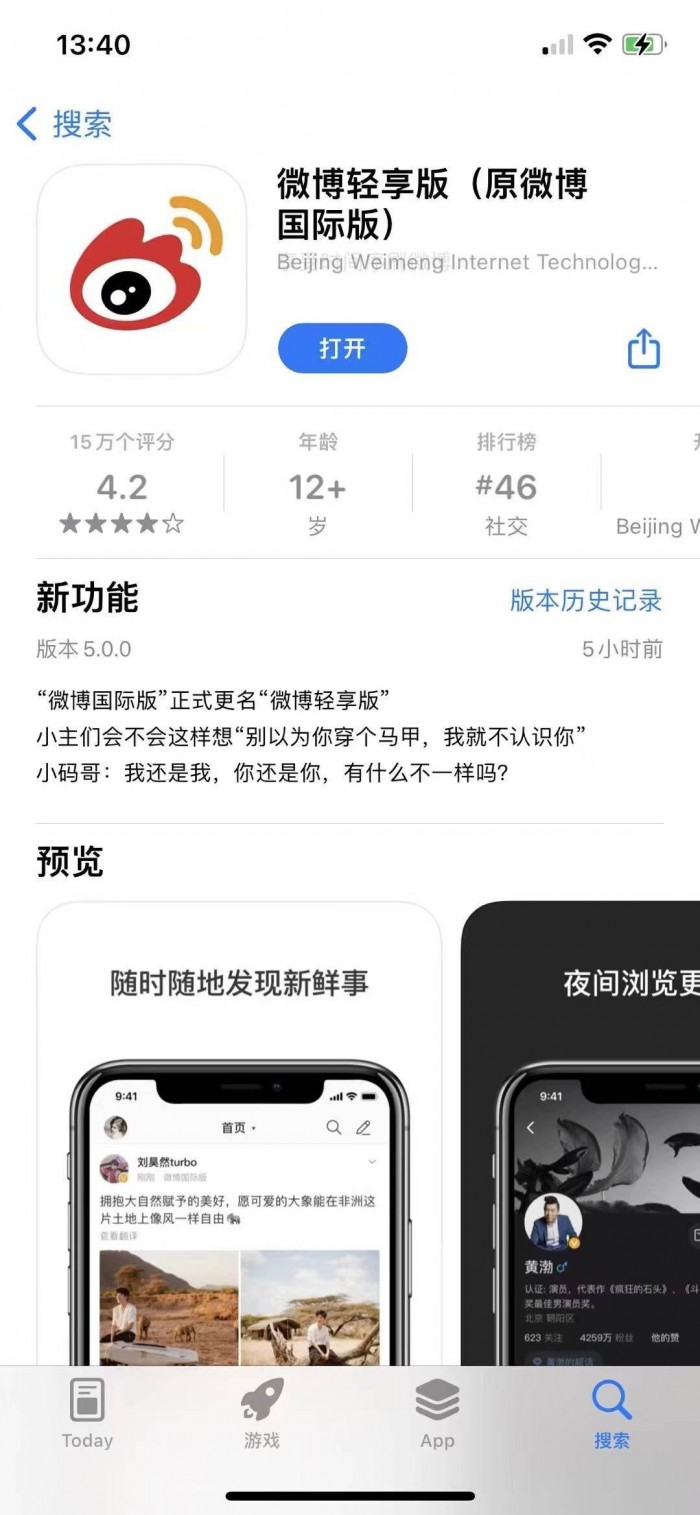 13:40
搜索
微博轻享版（原微博
国际版）
Beijing Weimeng Internet Technolog...
打开
15万个评分
4.2
年龄
12+
岁
排行榜
#46
社交
Beijing W
新功能
版本历史记录
版本 5.0.0
5 小时前
“微博国际版”正式更名“微博轻享版”
小主们会不会这样想“别以为你穿个马甲，我就不认识你”
小码哥：我还是我，你还是你，有什么不一样吗？
预览
随时随地发现新鲜事
9:41
首页
刘昊然turbo
刚刚 微博国际版
拥抱大自然赋予的美好，愿可爱的大象能在非洲这
片土地上像风一样自由🐘
查看翻译
夜间浏览更
9:41
黄渤♂
认证: 演员，代表作《疯狂的石头》、《斗
奖最佳男演员奖。
北京 朝阳区
623 关注 4259万 粉丝 他的赞
黄渤的超话
Today
游戏
App
搜索